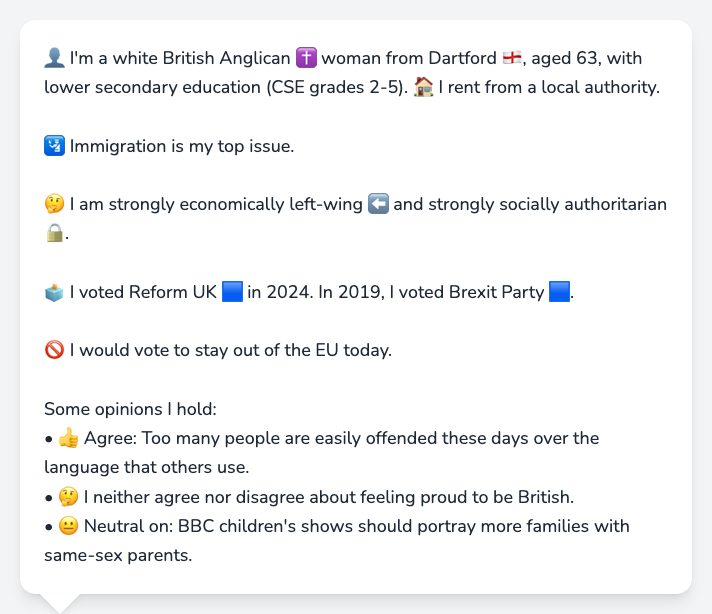 👤 I'm a white British Anglican ✝️ woman from Dartford 🏴󠁧󠁢󠁥󠁮󠁧󠁿, aged 63, with
lower secondary education (CSE grades 2-5). 🏠 I rent from a local authority.
🛂 Immigration is my top issue.
🤔 I am strongly economically left-wing ⬅️ and strongly socially authoritarian
🔒.
🗳️ I voted Reform UK 🟦 in 2024. In 2019, I voted Brexit Party 🟦.
🚫 I would vote to stay out of the EU today.
Some opinions I hold:
• 👍 Agree: Too many people are easily offended these days over the
language that others use.
• 🤔 I neither agree nor disagree about feeling proud to be British.
• 😐 Neutral on: BBC children's shows should portray more families with
same-sex parents.